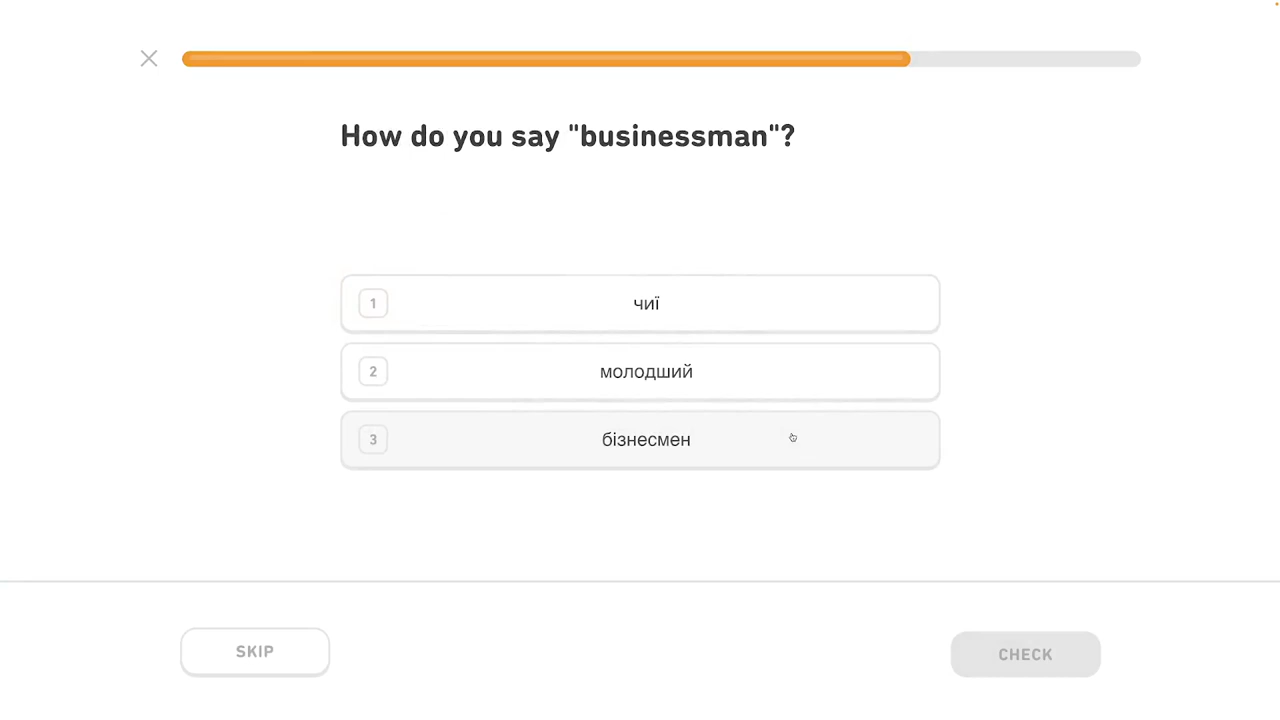 How do you say "businessman"?
1
чиї
2
молодший
3
бізнесмен
SKIP
CHECK